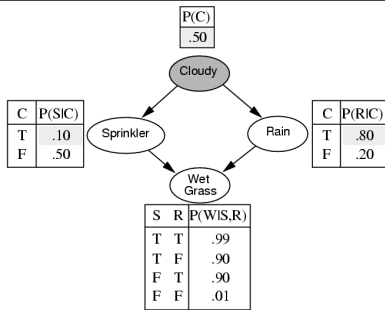 P(C)
.50
Cloudy
C P(S|C)
T .10
F .50
Sprinkler
Rain
C P(R|C)
T .80
F .20
Wet
Grass
S R P(W|S,R)
T T .99
T F .90
F T .90
F F .01